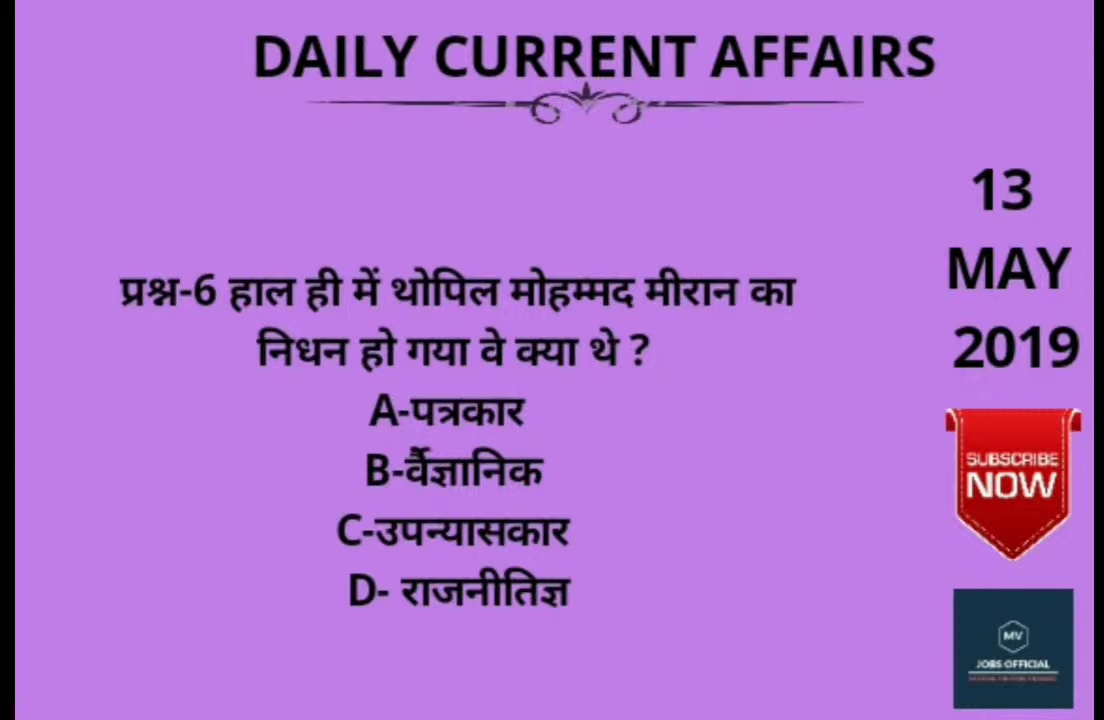 DAILY CURRENT AFFAIRS
13
MAY
2019
प्रश्न-6 हाल ही में थोपिल मोहम्मद मीरान का
निधन हो गया वे क्या थे ?
A-पत्रकार
B-र्वैज्ञानिक
C-उपन्यासकार
D- राजनीतिज्ञ
SUBSCRIBE
NOW
MV
JOBS OFFICIAL